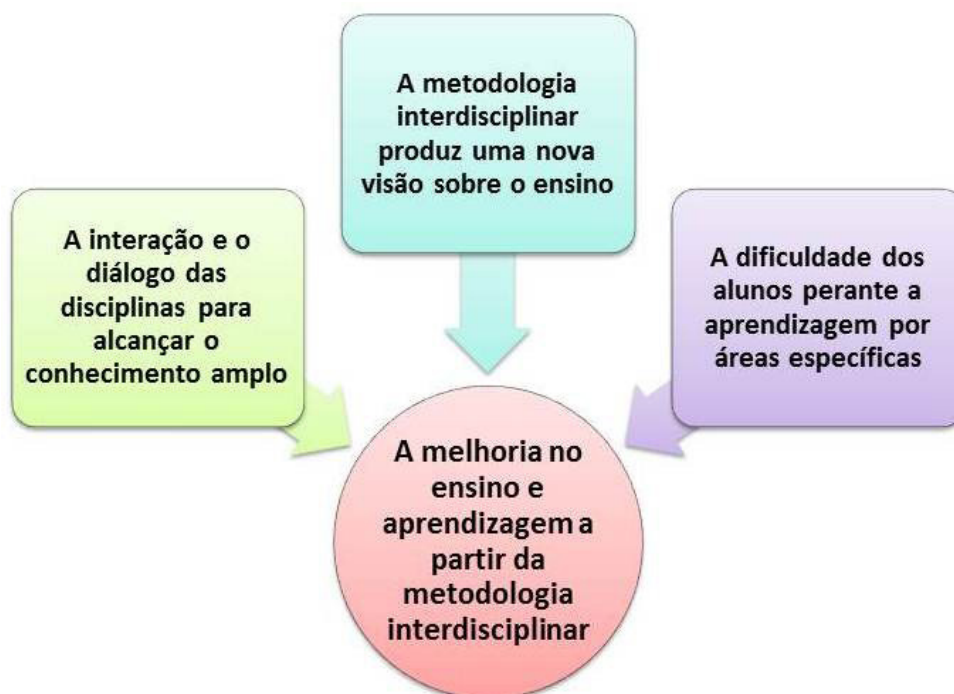 A metodologia
interdisciplinar
produz uma nova
visão sobre o ensino
A interação e o
diálogo das
disciplinas para
alcançar o
conhecimento amplo
A dificuldade dos
alunos perante a
aprendizagem por
áreas específicas
A melhoria no
ensino e
aprendizagem a
partir da
metodologia
interdisciplinar